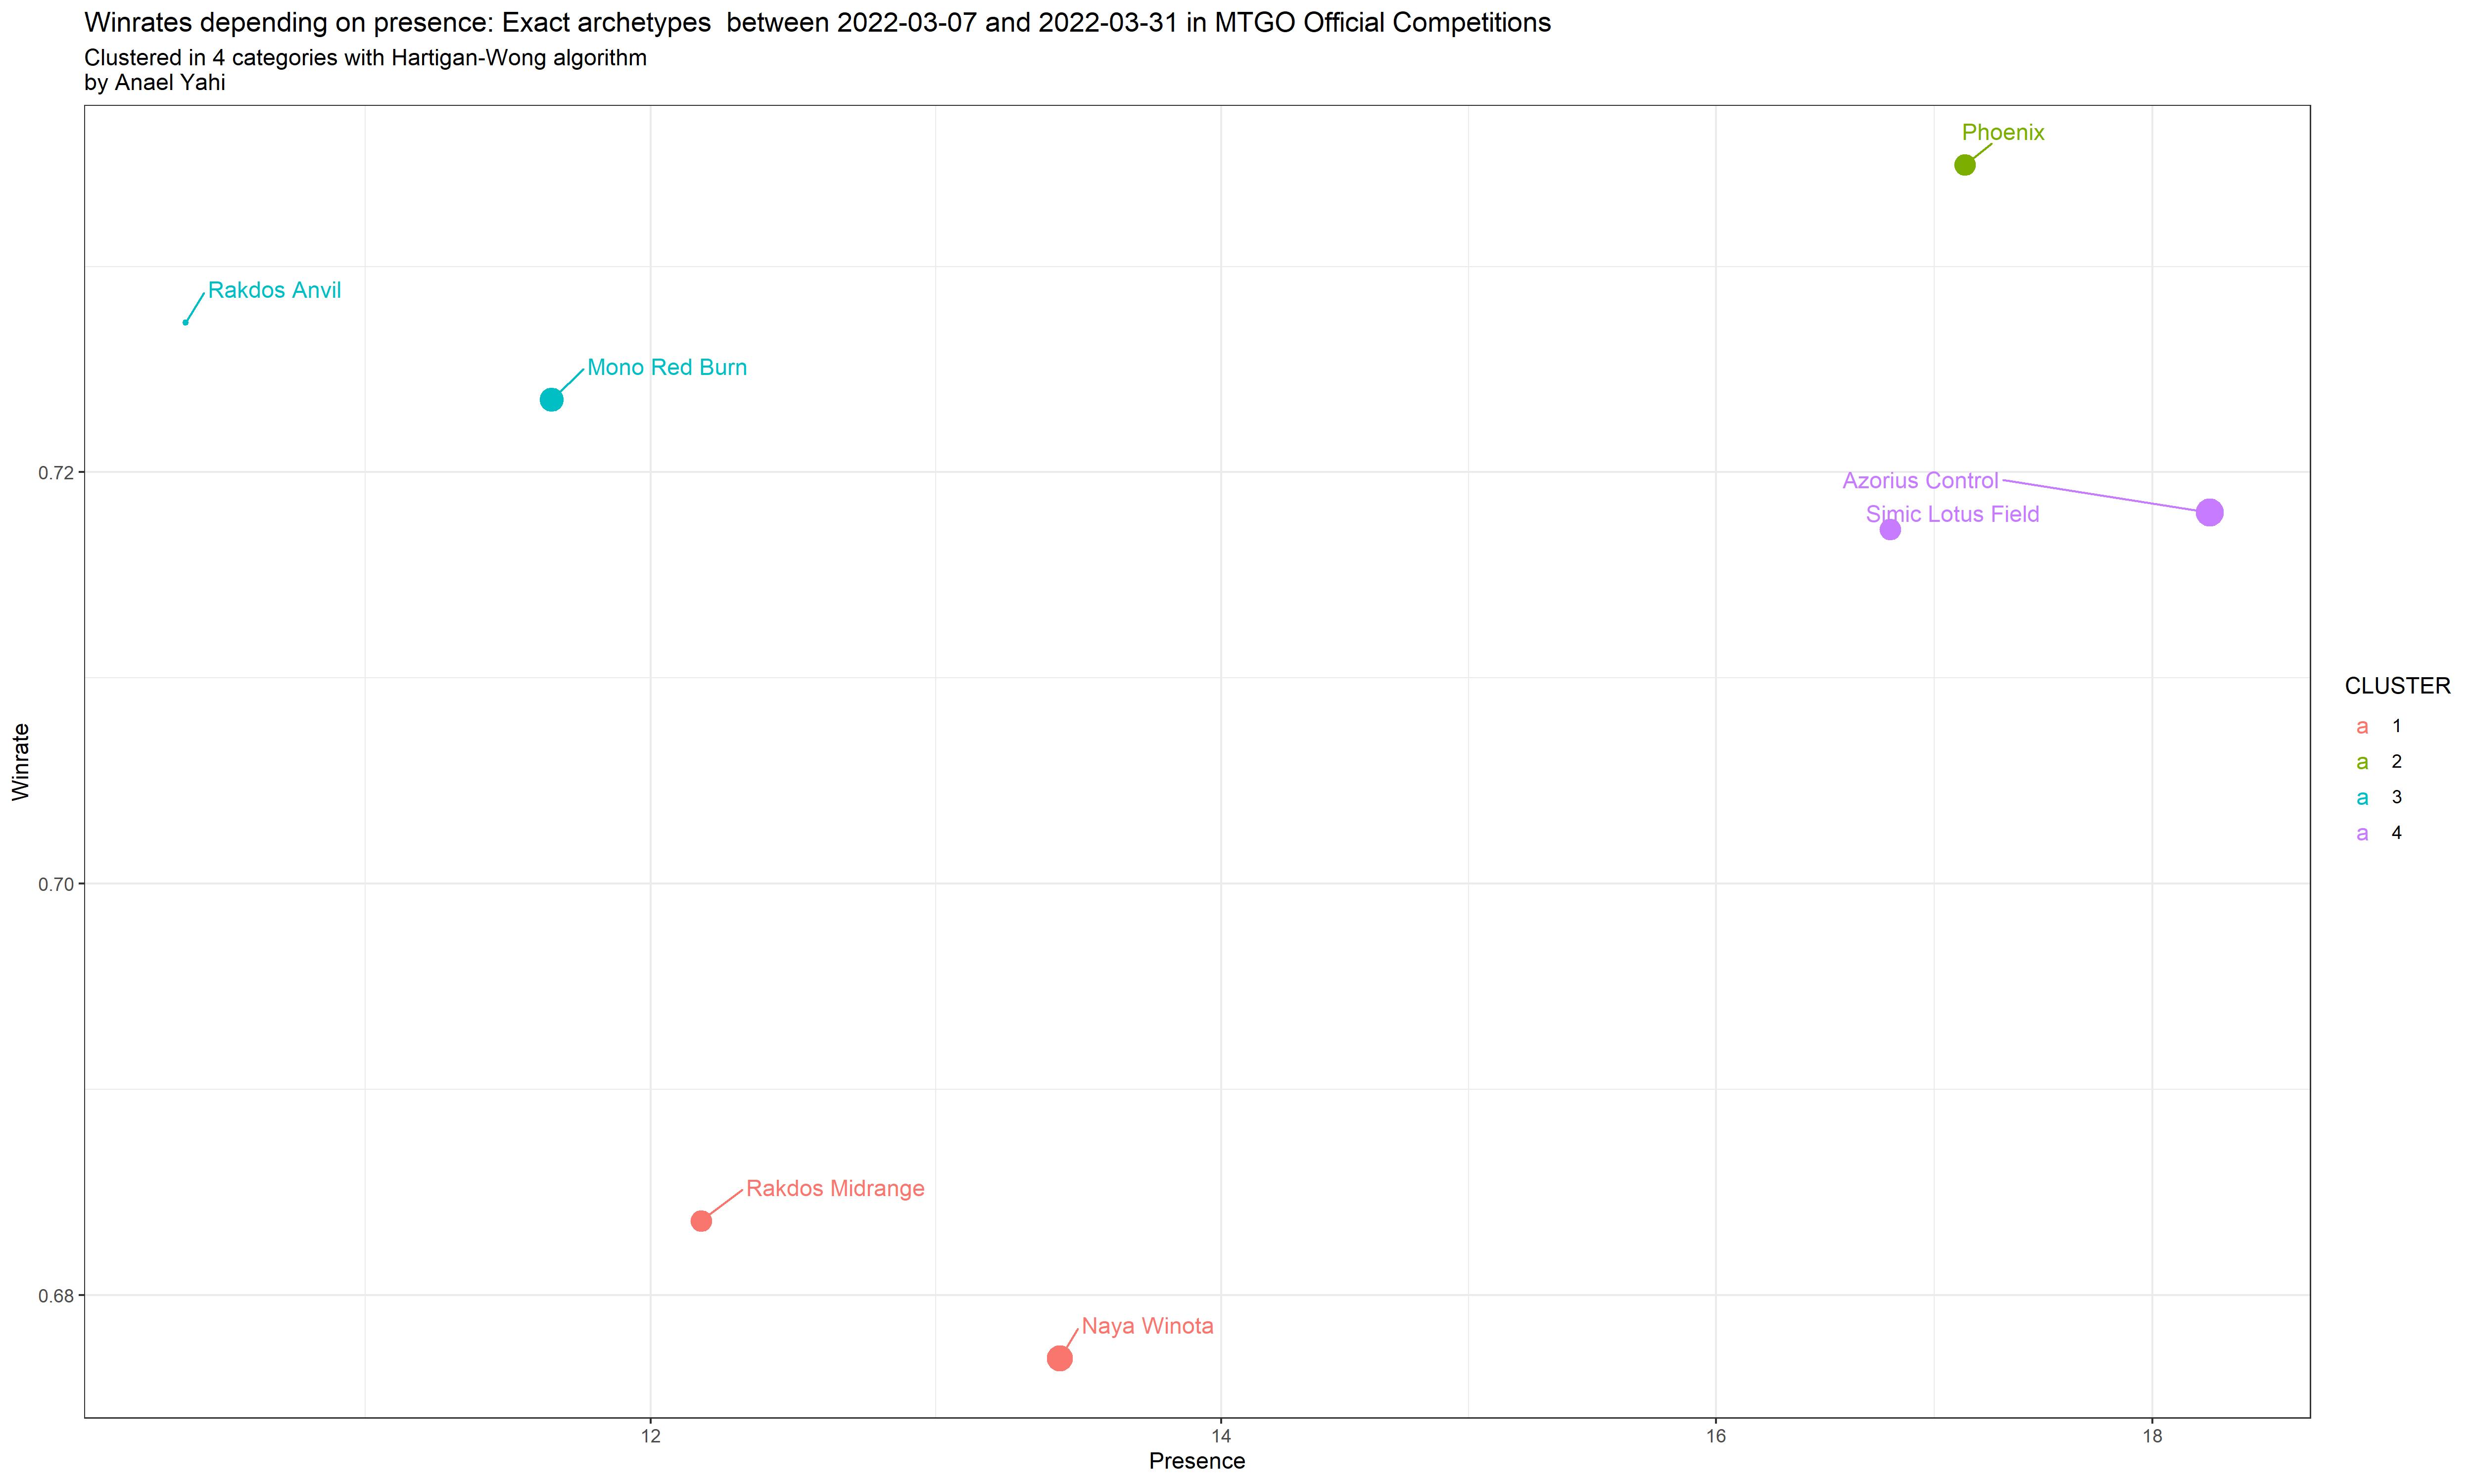 Winrates depending on presence: Exact archetypes  between 2022-03-07 and 2022-03-31 in MTGO Official Competitions
Clustered in 4 categories with Hartigan-Wong algorithm
by Anael Yahi
Phoenix
Rakdos Anvil
Mono Red Burn
Azorius Control
Simic Lotus Field
Rakdos Midrange
Naya Winota
0.72
0.70
0.68
Winrate
12
14
16
18
Presence
CLUSTER
a 1
a 2
a 3
a 4